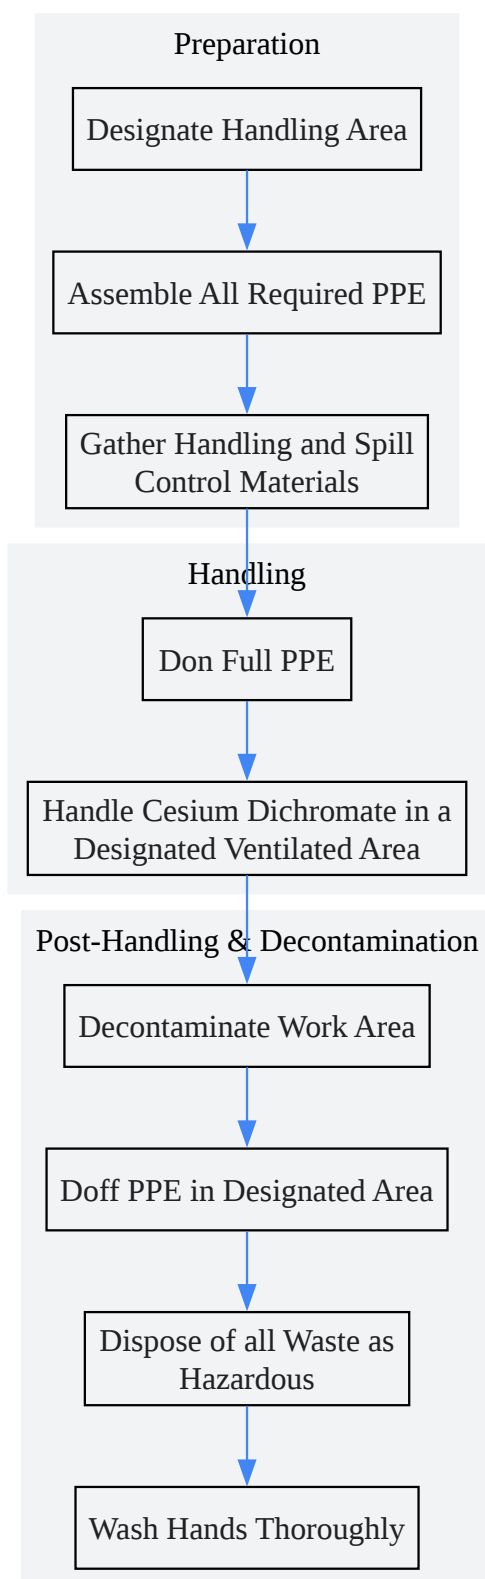 Preparation
Designate Handling Area
Assemble All Required PPE
Gather Handling and Spill
Control Materials
Handling
Don Full PPE
Handle Cesium Dichromate in a
Designated Ventilated Area
Post-Handling & Decontamination
Decontaminate Work Area
Doff PPE in Designated Area
Dispose of all Waste as
Hazardous
Wash Hands Thoroughly